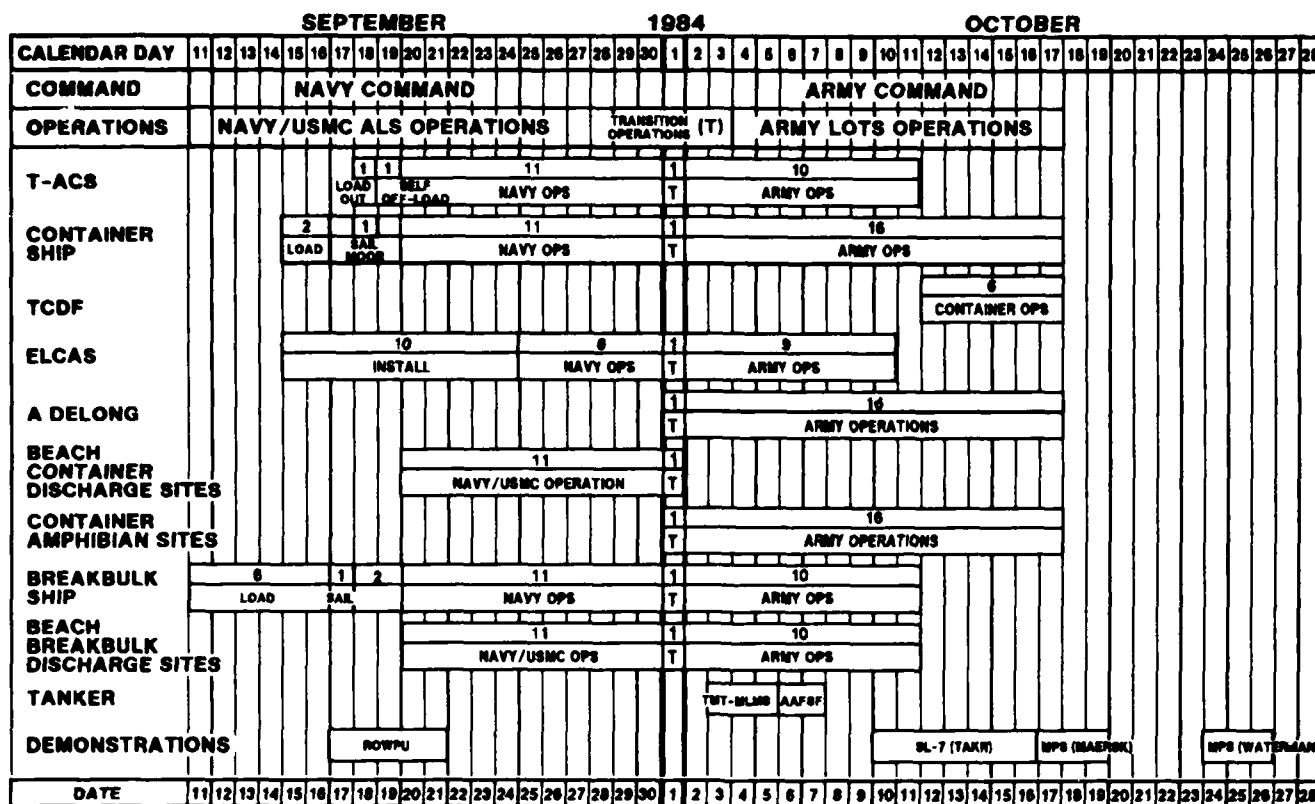 SEPTEMBER 1984 OCTOBER
CALENDAR DAY 11 12 13 14 15 16 17 18 19 20 21 22 23 24 25 26 27 28 29 30 1 2 3 4 5 6 7 8 9 10 11 12 13 14 15 16 17 18 19 20 21 22 23 24 25 26 27 28
COMMAND NAVY COMMAND ARMY COMMAND
OPERATIONS NAVY/USMC ALS OPERATIONS TRANSITION OPERATIONS (T) ARMY LOTS OPERATIONS
1 1 11 1 10
T-ACS LOAD OUT SELF OFF-LOAD NAVY OPS T ARMY OPS
2 1 11 1 16
CONTAINER SHIP LOAD SAIL MOOR NAVY OPS T ARMY OPS
6
TCDF CONTAINER OPS
10 6 1 9
ELCAS INSTALL NAVY OPS T ARMY OPS
1 16
A DELONG T ARMY OPERATIONS
BEACH
CONTAINER 11 1
DISCHARGE SITES NAVY/USMC OPERATION T
CONTAINER 1 16
AMPHIBIAN SITES T ARMY OPERATIONS
BREAKBULK 6 1 2 11 1 10
SHIP LOAD SAIL NAVY OPS T ARMY OPS
BEACH
BREAKBULK 11 1 10
DISCHARGE SITES NAVY/USMC OPS T ARMY OPS
TANKER TMT-MLMS AAFSF
DEMONSTRATIONS ROWPU SL-7 (TAKR) MPS (MAERSK) MPS (WATERMAN
DATE 11 12 13 14 15 16 17 18 19 20 21 22 23 24 25 26 27 28 29 30 1 2 3 4 5 6 7 8 9 10 11 12 13 14 15 16 17 18 19 20 21 22 23 24 25 26 27 28